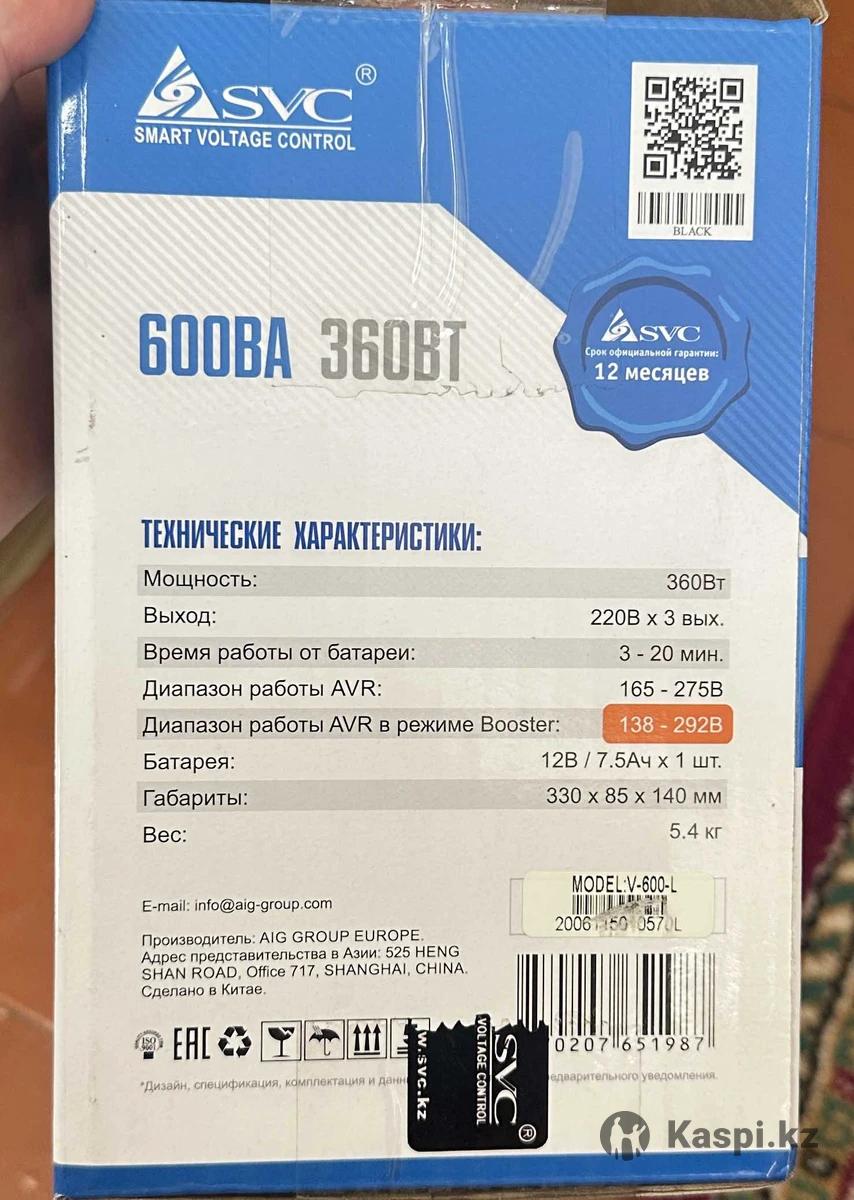 SVC ®
SMART VOLTAGE CONTROL
BLACK
600ВА 360ВТ
SVC
Срок официальной гарантии:
12 месяцев
ТЕХНИЧЕСКИЕ ХАРАКТЕРИСТИКИ:
Мощность: 360Вт
Выход: 220В х 3 вых.
Время работы от батареи: 3 - 20 мин.
Диапазон работы AVR: 165 - 275В
Диапазон работы AVR в режиме Booster: 138 - 292В
Батарея: 12В / 7.5Ач x 1 шт.
Габариты: 330 x 85 x 140 мм
Вес: 5.4 кг
MODEL:V-600-L
E-mail: info@aig-group.com
Производитель: AIG GROUP EUROPE.
Адрес представительства в Азии: 525 HENG
SHAN ROAD, Office 717, SHANGHAI, CHINA.
Сделано в Китае.
ISO
EAC
0207 651987
*Дизайн, спецификация, комплектация и уведомления.
w.svc.kz
VOLTAGE CONTROL
SVC ®
Kaspi.kz